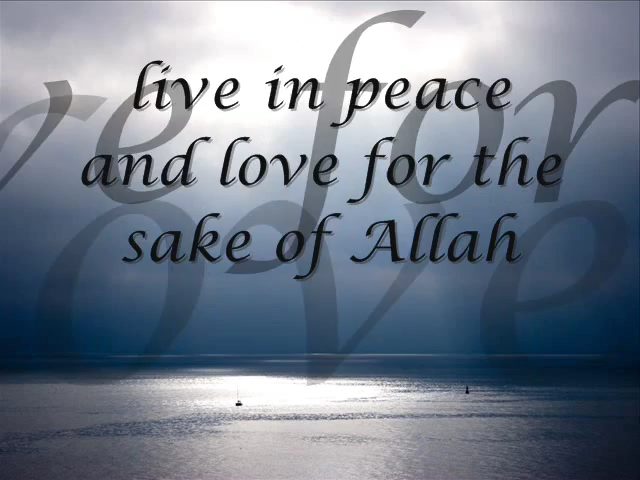 live in peace
and love for the
sake of Allah